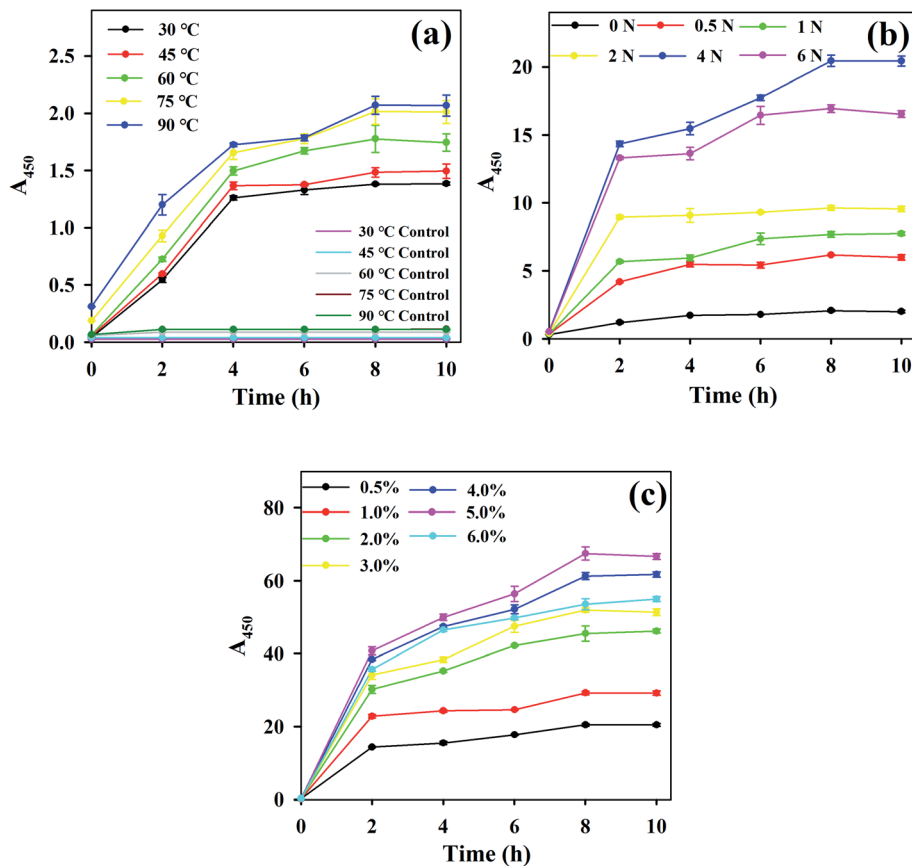 (a)
30 °C
45 °C
60 °C
75 °C
90 °C
30 °C Control
45 °C Control
60 °C Control
75 °C Control
90 °C Control
2.5
2.0
1.5
1.0
0.5
0.0
A450
0 2 4 6 8 10
Time (h)
(b)
0 N 0.5 N 1 N
2 N 4 N 6 N
20
15
10
5
0
A450
0 2 4 6 8 10
Time (h)
(c)
0.5% 4.0%
1.0% 5.0%
2.0% 6.0%
3.0%
80
60
40
20
0
A450
0 2 4 6 8 10
Time (h)